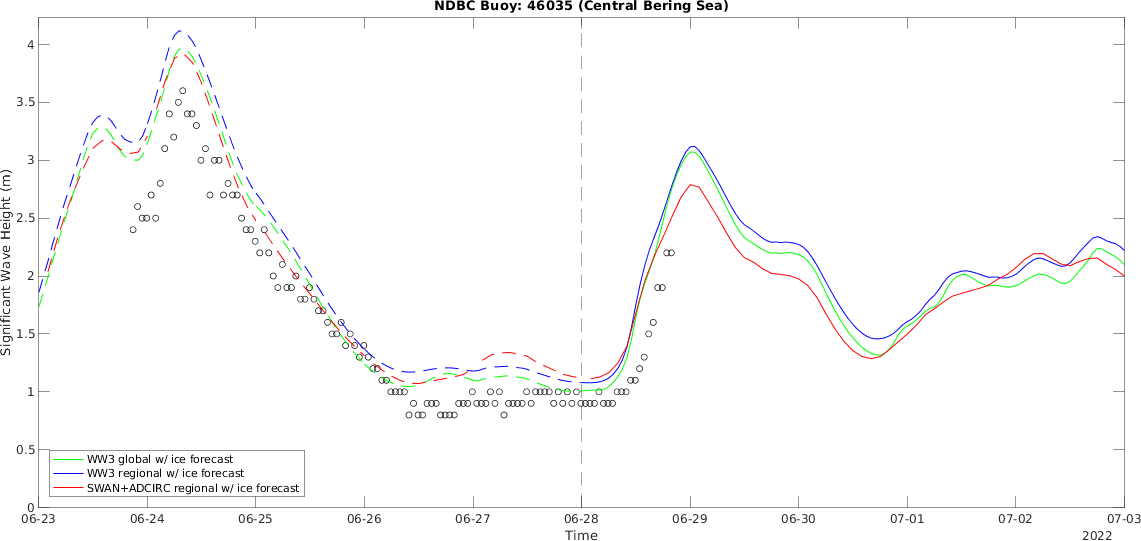 NDBC Buoy: 46035 (Central Bering Sea)
Significant Wave Height (m)
4
3.5
3
2.5
2
1.5
1
0.5
0
WW3 global w/ ice forecast
WW3 regional w/ ice forecast
SWAN+ADCIRC regional w/ ice forecast
06-23 06-24 06-25 06-26 06-27 06-28 06-29 06-30 07-01 07-02 07-03
Time
2022